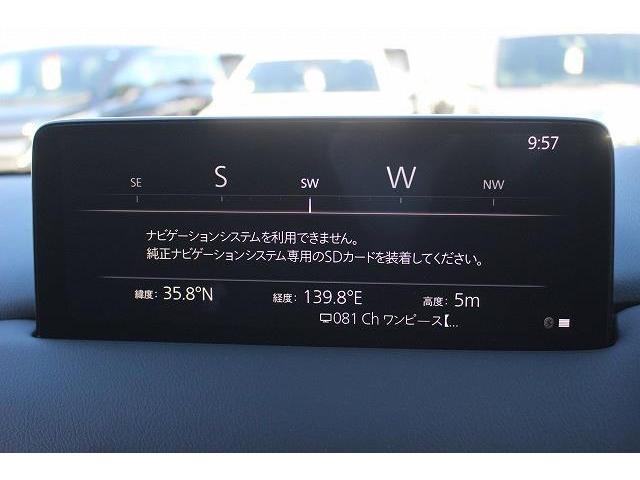 9:57
SE S SW W NW
ナビゲーションシステムを利用できません。
純正ナビゲーションシステム専用のSDカードを装着してください。
緯度: 35.8°N 経度: 139.8°E 高度: 5m
081 Ch ワンピース【...